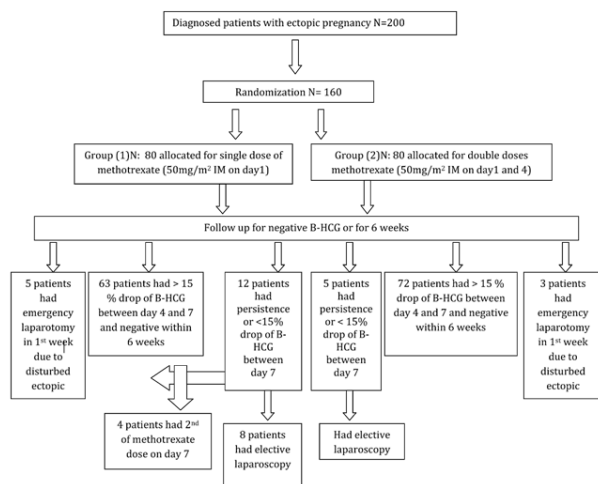 Diagnosed patients with ectopic pregnancy N=200
Randomization N= 160
Group (1)N: 80 allocated for single dose of
methotrexate (50mg/m² IM on day1)
Group (2)N: 80 allocated for double doses
methotrexate (50mg/m² IM on day1 and 4)
Follow up for negative B-HCG or for 6 weeks
5 patients
had
emergency
laparotomy
in 1st week
due to
disturbed
ectopic
63 patients had > 15
% drop of B-HCG
between day 4 and 7
and negative within
6 weeks
12 patients
had
persistence
or <15%
drop of B-
HCG
between
day 7
5 patients
had
persistence
or < 15%
drop of B-
HCG
between
day 7
72 patients had > 15 %
drop of B-HCG between
day 4 and 7 and negative
within 6 weeks
3 patients
had
emergency
laparotomy
in 1st week
due to
disturbed
ectopic
4 patients had 2nd
of methotrexate
dose on day 7
8 patients
had elective
laparoscopy
Had elective
laparoscopy